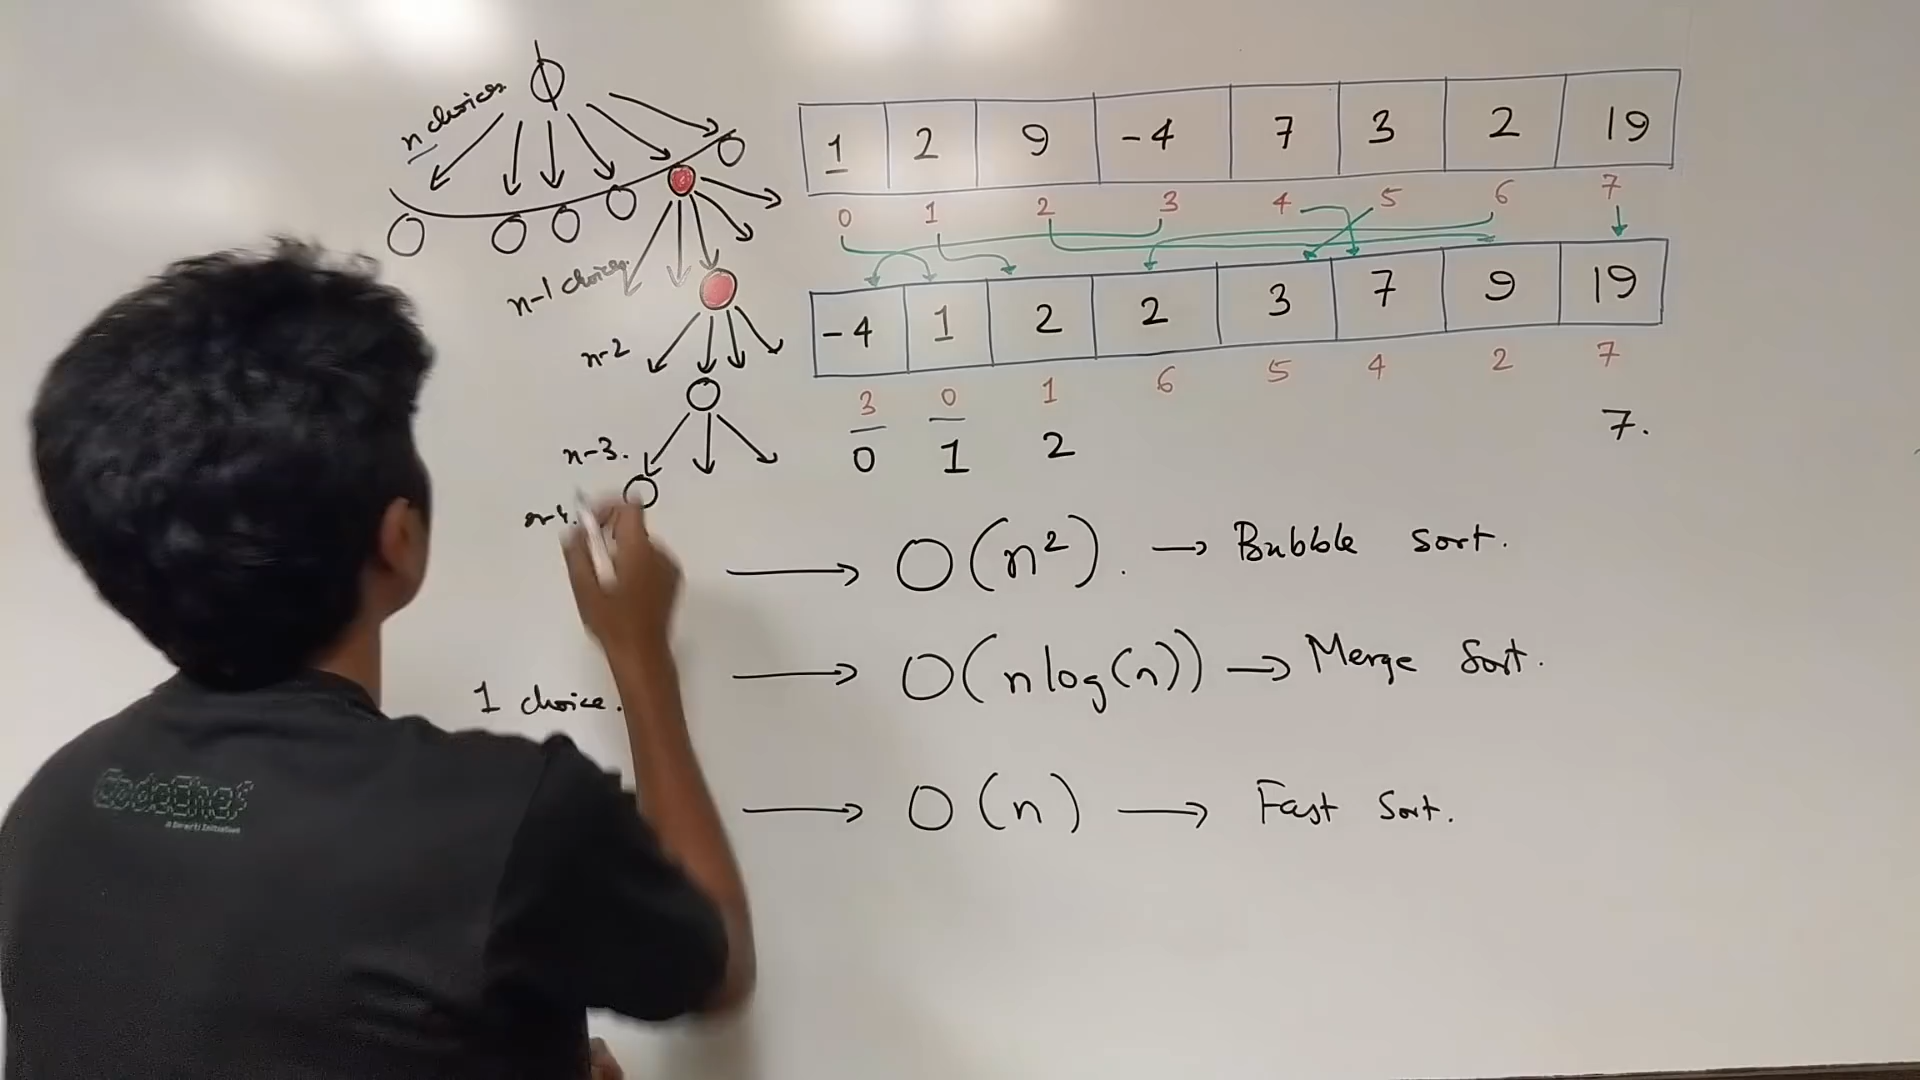 n choices
n-1 choices.
n-2
n-3.
n-4.
1 choice.
1 2 9 -4 7 3 2 19
0 1 2 3 4 5 6 7
-4 1 2 2 3 7 9 19
3 0 1 6 5 4 2 7
0 1 2 7.
→ O(n²). → Bubble Sort.
→ O(n log(n)) → Merge Sort.
→ O(n) → Fast Sort.
CodeChef